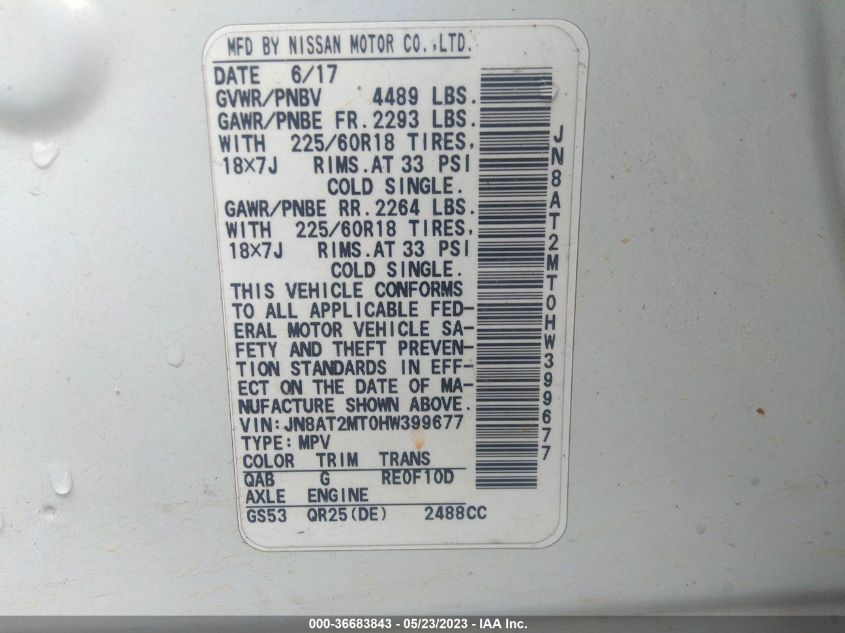 MFD BY NISSAN MOTOR CO.,LTD.
DATE 6/17
GVWR/PNBV 4489 LBS.
GAWR/PNBE FR.2293 LBS.
WITH 225/60R18 TIRES,
18×7J RIMS.AT 33 PSI
COLD SINGLE.
GAWR/PNBE RR.2264 LBS.
WITH 225/60R18 TIRES,
18×7J RIMS.AT 33 PSI
COLD SINGLE.
THIS VEHICLE CONFORMS
TO ALL APPLICABLE FED-
ERAL MOTOR VEHICLE SA-
FETY AND THEFT PREVEN-
TION STANDARDS IN EFF-
ECT ON THE DATE OF MA-
NUFACTURE SHOWN ABOVE.
VIN:JN8AT2MT0HW399677
TYPE:MPV
COLOR TRIM TRANS
QAB G RE0F10D
AXLE ENGINE
GS53 QR25(DE) 2488CC
JN8AT2MT0HW399677
000-36683843 - 05/23/2023 - IAA Inc.